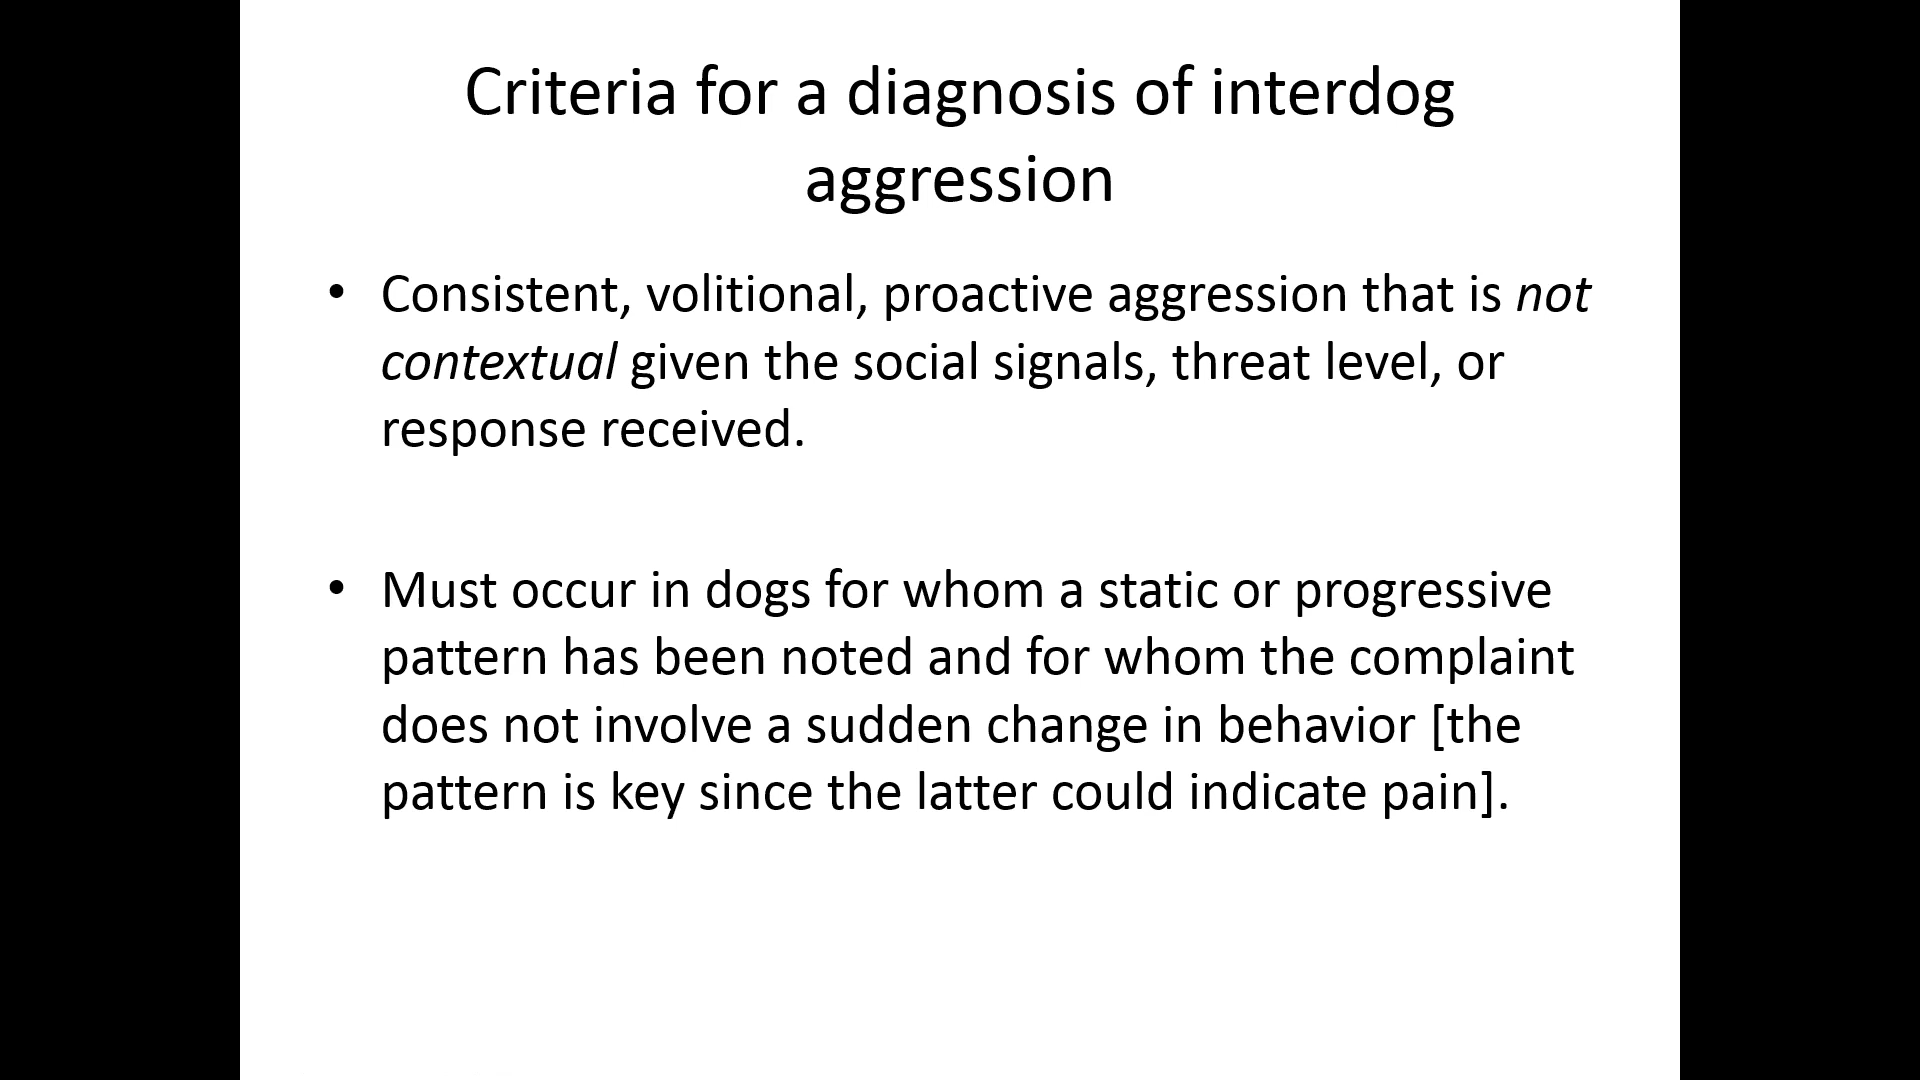 Criteria for a diagnosis of interdog
aggression
• Consistent, volitional, proactive aggression that is not
contextual given the social signals, threat level, or
response received.
• Must occur in dogs for whom a static or progressive
pattern has been noted and for whom the complaint
does not involve a sudden change in behavior [the
pattern is key since the latter could indicate pain].